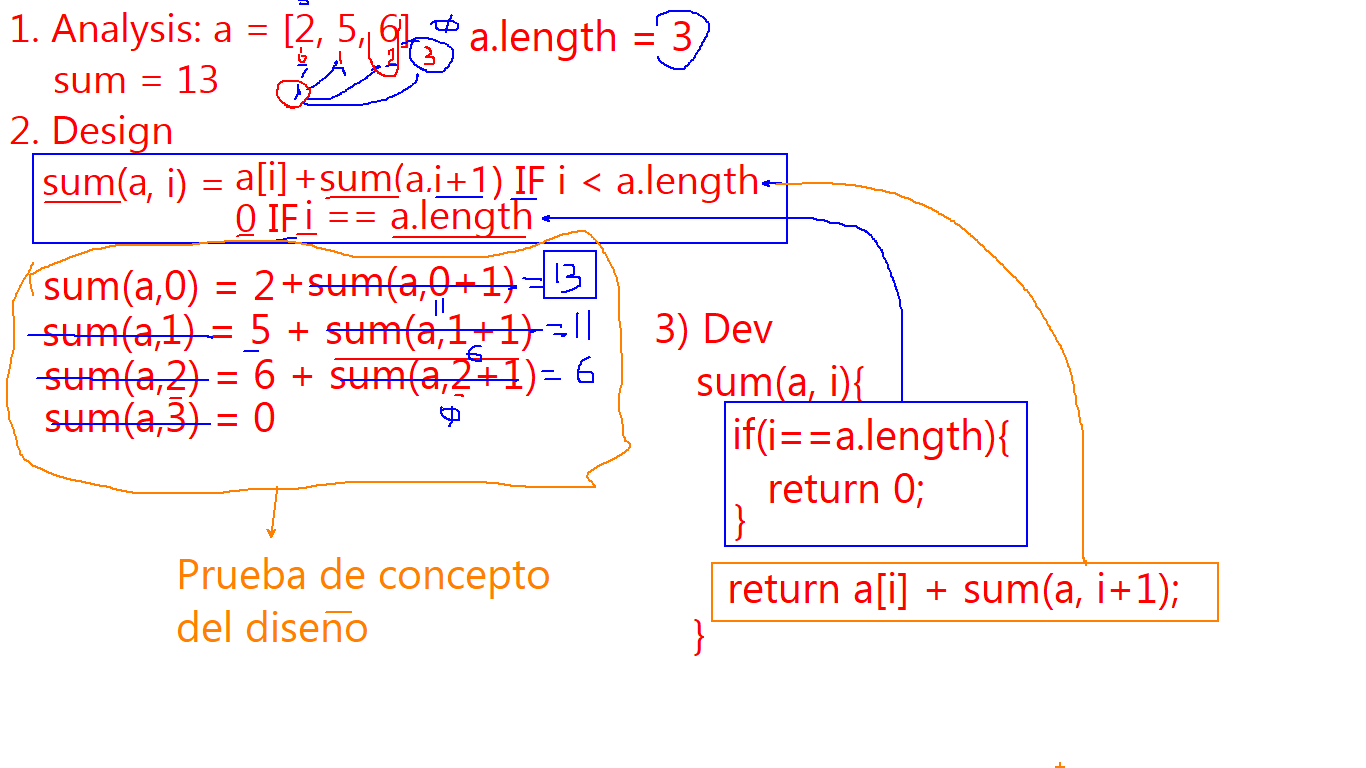 1. Analysis: a = [2, 5, 6] a.length = 3
0 1 2 3
sum = 13
i
2. Design
sum(a, i) = a[i]+sum(a,i+1) IF i < a.length
0 IF i == a.length
sum(a,0) = 2+sum(a,0+1) = 13
11
sum(a,1) = 5 + sum(a,1+1) = 11
6
sum(a,2) = 6 + sum(a,2+1) = 6
sum(a,3) = 0
Prueba de concepto
del diseño
3) Dev
sum(a, i){
if(i==a.length){
return 0;
}
return a[i] + sum(a, i+1);
}